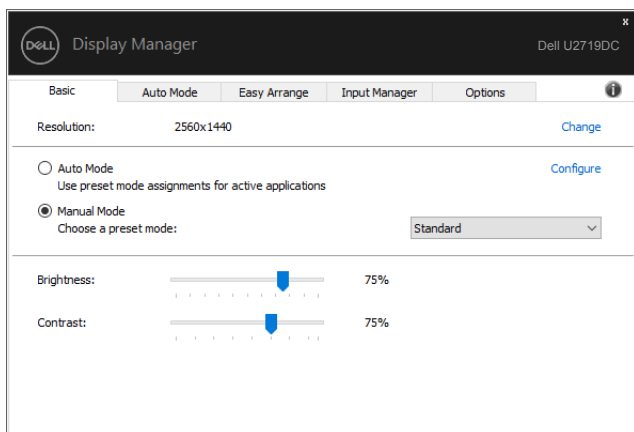 x
DELL Display Manager Dell U2719DC
Basic Auto Mode Easy Arrange Input Manager Options i
Resolution: 2560x1440 Change
Auto Mode Configure
Use preset mode assignments for active applications
Manual Mode
Choose a preset mode: Standard
Brightness: 75%
Contrast: 75%